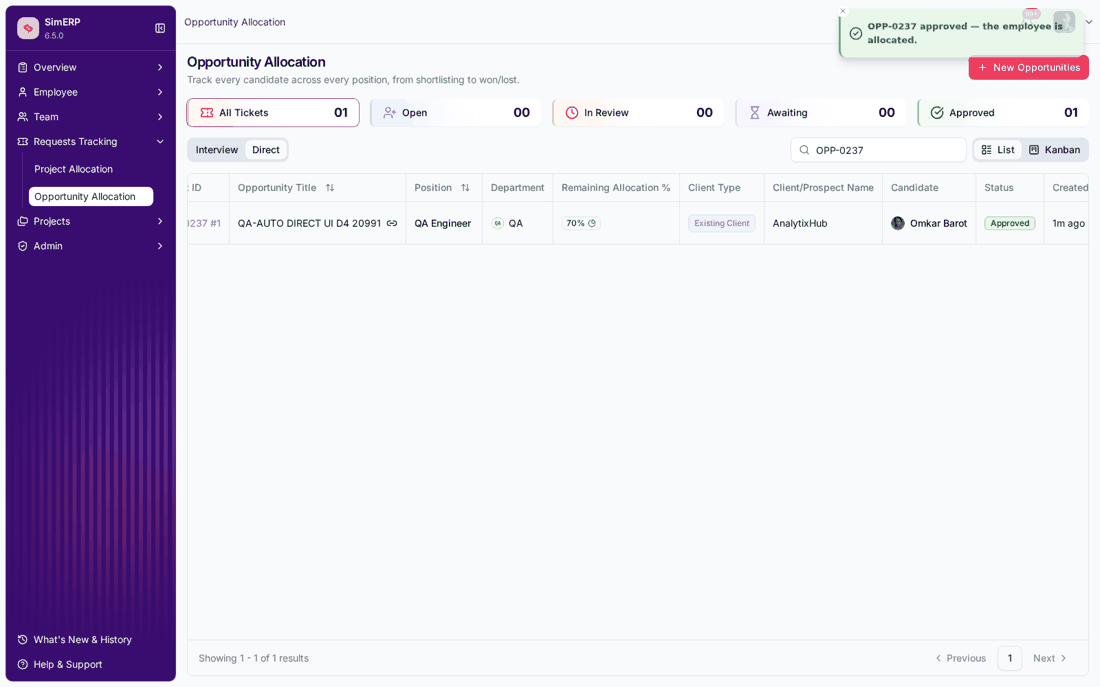 SimERP
6.5.0
Overview
Employee
Team
Requests Tracking
Project Allocation
Opportunity Allocation
Projects
Admin
What's New & History
Help & Support
Opportunity Allocation
OPP-0237 approved — the employee is
allocated.
Opportunity Allocation
Track every candidate across every position, from shortlisting to won/lost.
New Opportunities
All Tickets 01
Open 00
In Review 00
Awaiting 00
Approved 01
Interview Direct
OPP-0237
List Kanban
ID Opportunity Title Position Department Remaining Allocation % Client Type Client/Prospect Name Candidate Status Created
237 #1 QA-AUTO DIRECT UI D4 20991 QA Engineer QA QA 70% Existing Client AnalytixHub Omkar Barot Approved 1m ago
Showing 1 - 1 of 1 results
Previous 1 Next